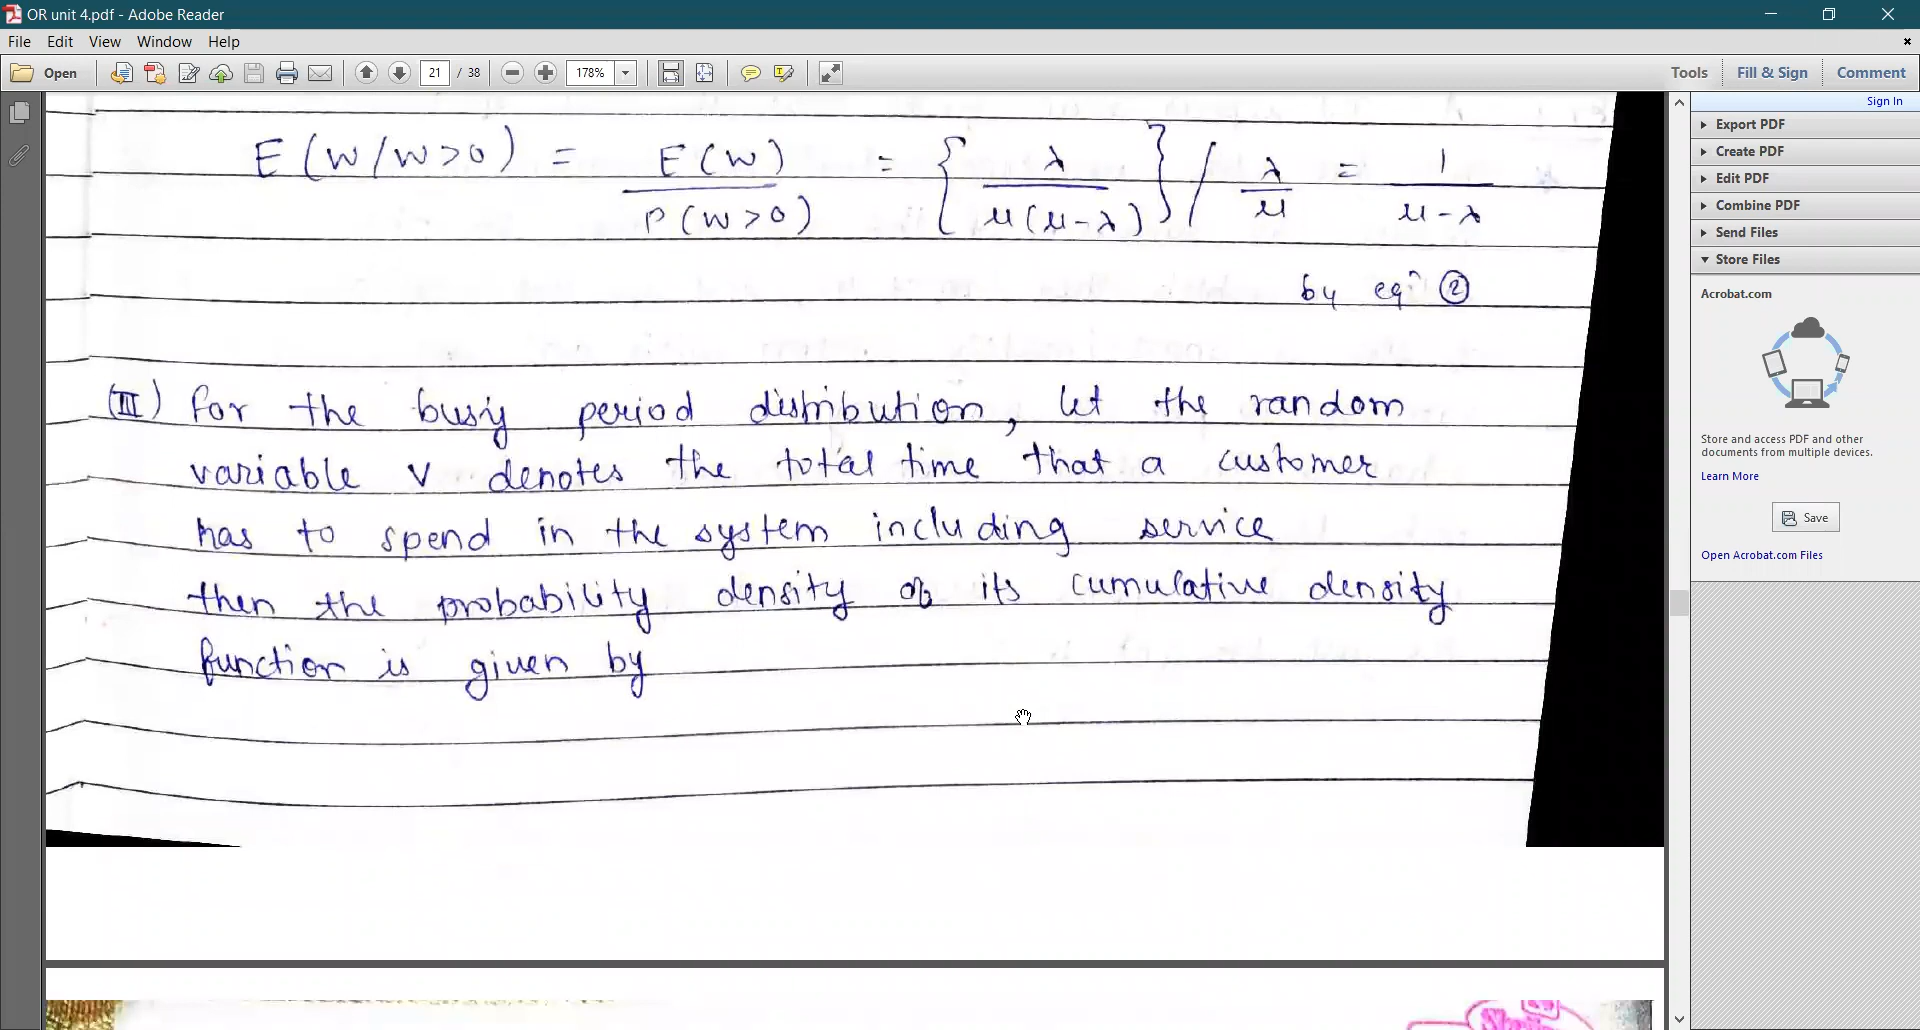 OR unit 4.pdf - Adobe Reader
File Edit View Window Help
Open 21 / 38 178% Tools Fill & Sign Comment
Sign In
Export PDF
Create PDF
Edit PDF
Combine PDF
Send Files
Store Files
Acrobat.com
Store and access PDF and other
documents from multiple devices.
Learn More
Save
Open Acrobat.com Files
E (W/W>0) = E(W) / P(W>0) = { λ / μ(μ-λ) } / λ/μ = 1 / μ-λ
by eqn ②
(III) for the busy period distribution, let the random
variable v denotes the total time that a customer
has to spend in the system including service
then the probability density of its cumulative density
function is given by